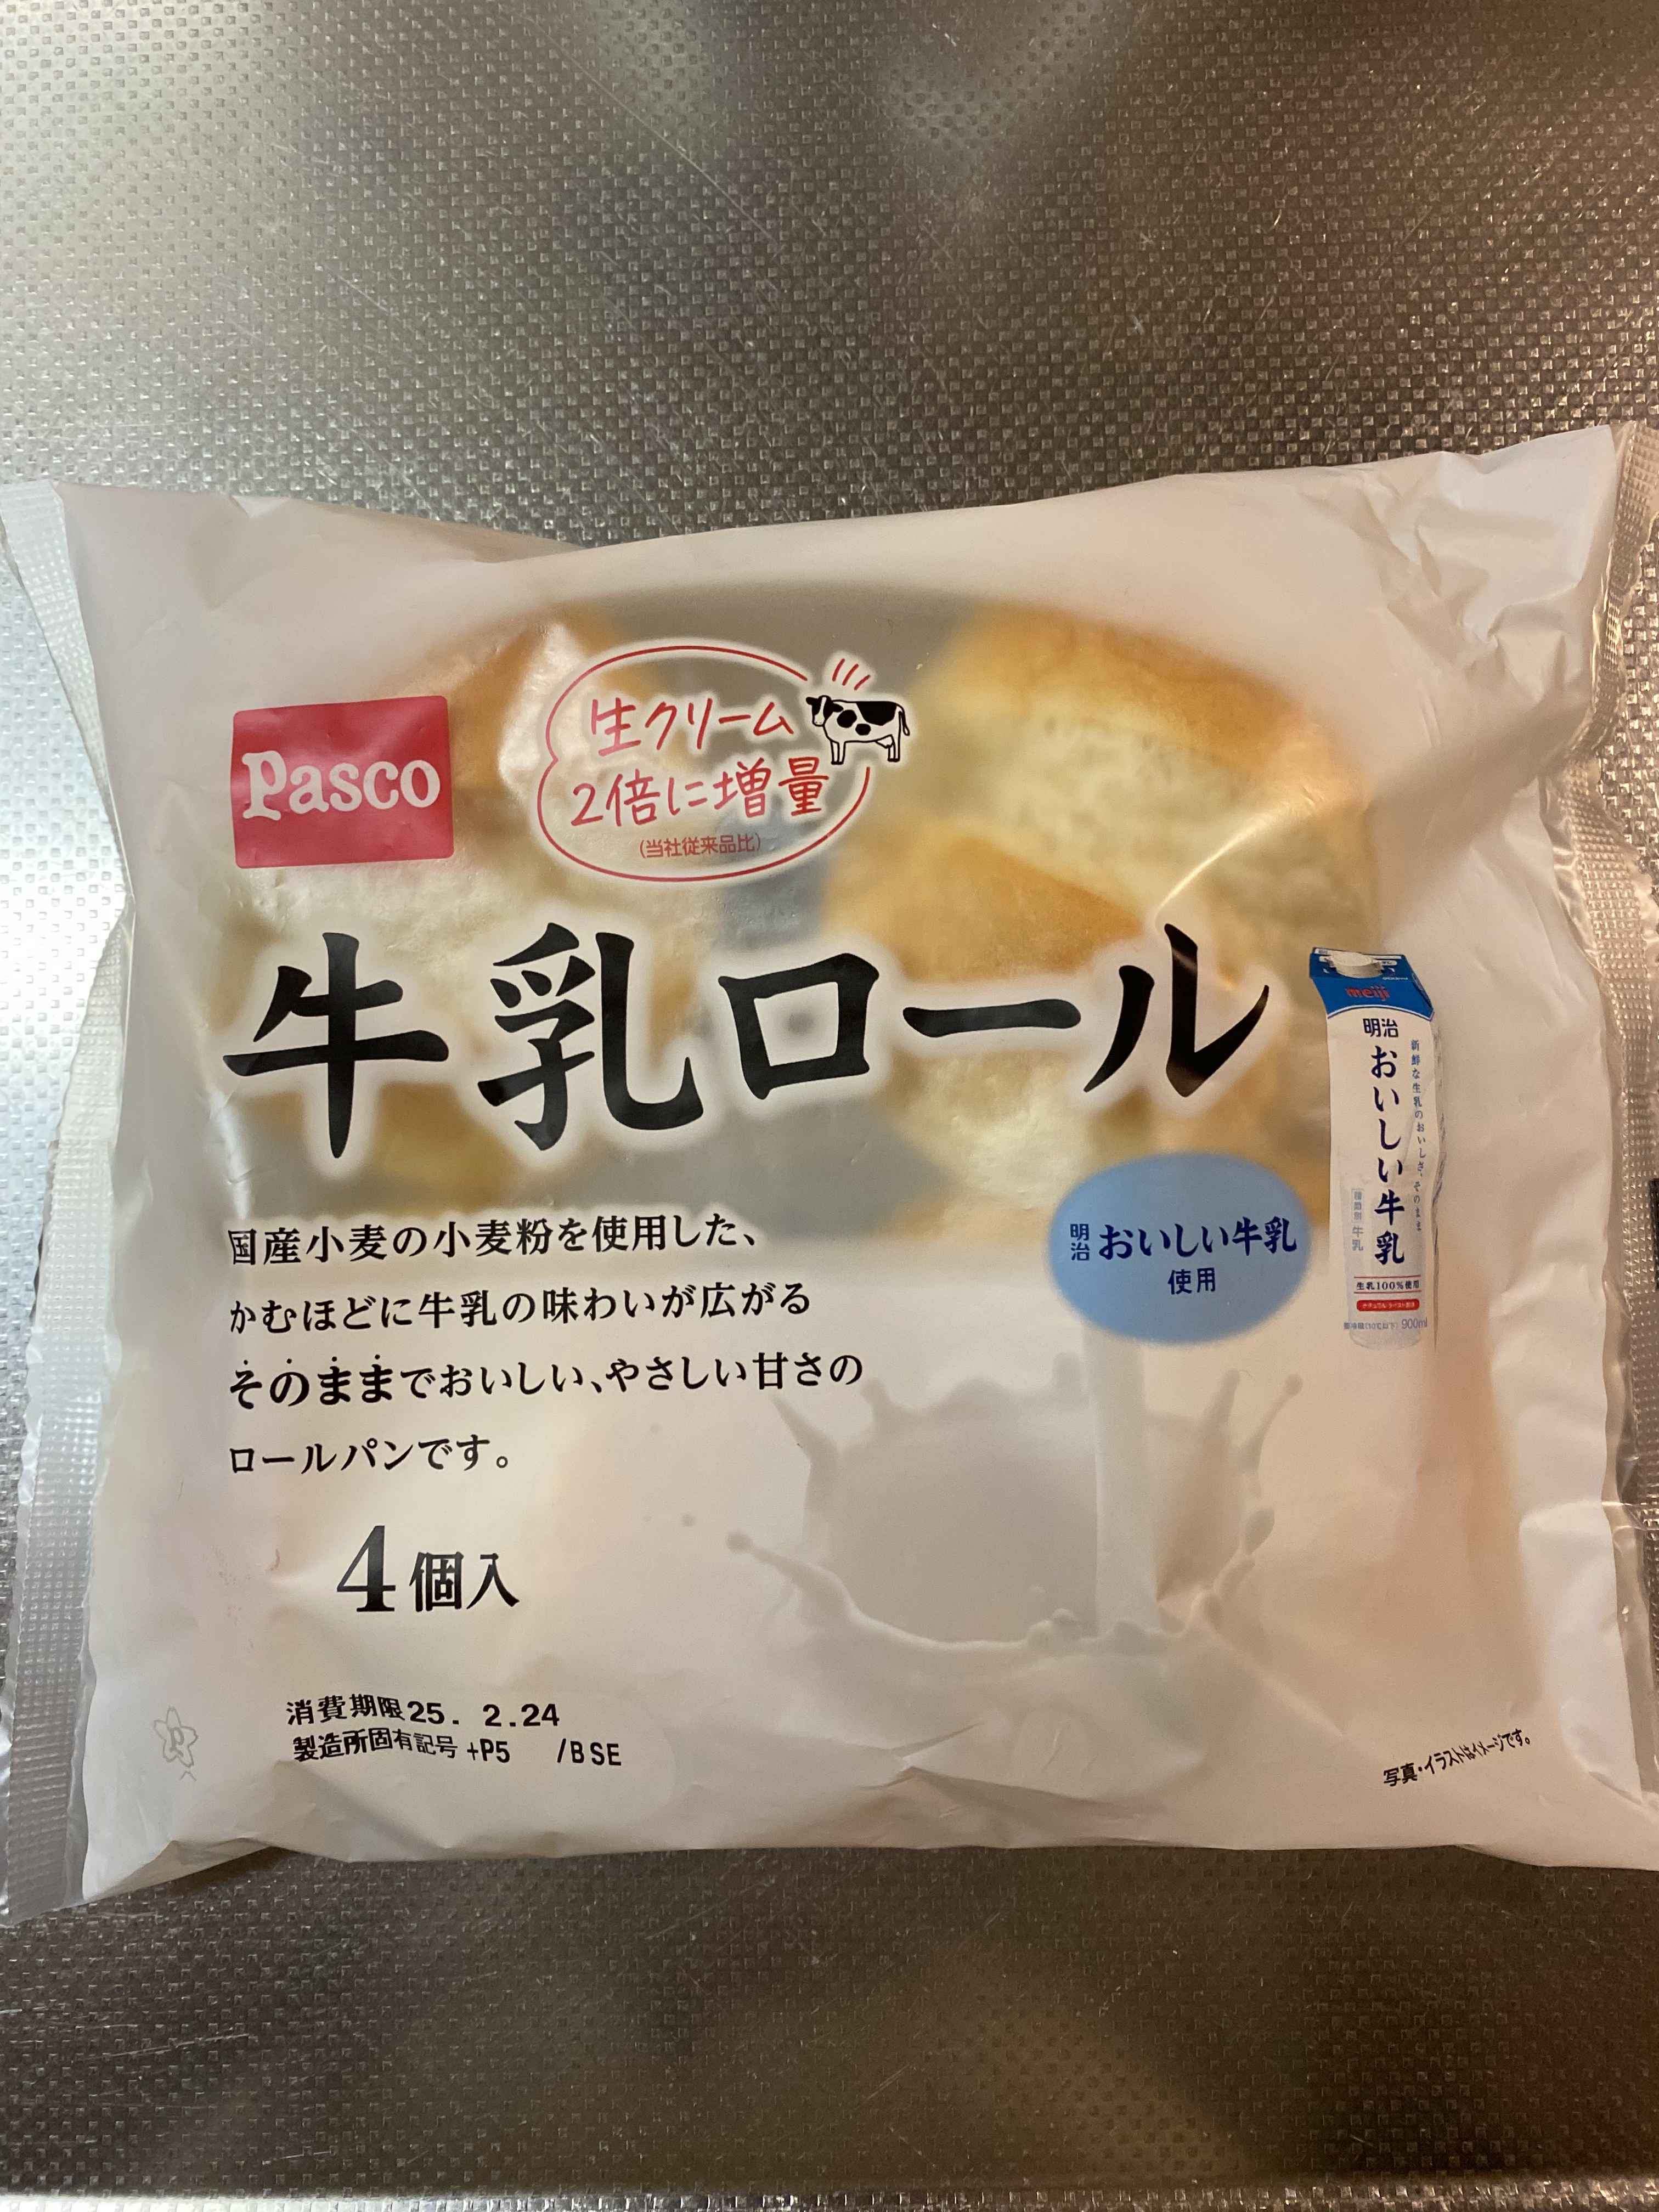 Pasco
生クリーム
2倍に増量
(当社従来品比)
牛乳ロール
meiji
明治
おいしい牛乳
新鮮な生乳のおいしさ、そのまま
種類別 牛乳
生乳100%使用
900ml
明治 おいしい牛乳
使用
国産小麦の小麦粉を使用した、
かむほどに牛乳の味わいが広がる
そのままでおいしい、やさしい甘さの
ロールパンです。
4個入
消費期限25. 2.24
製造所固有記号 +P5 /BSE
写真・イラストはイメージです。